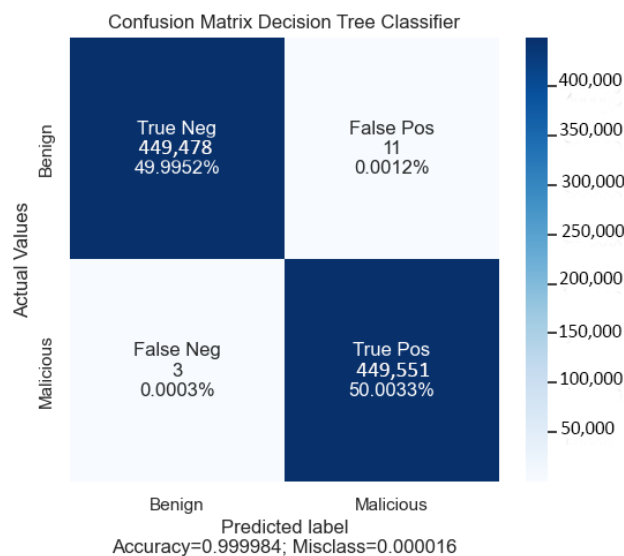 Confusion Matrix Decision Tree Classifier
True Neg
449,478
49.9952%
False Pos
11
0.0012%
False Neg
3
0.0003%
True Pos
449,551
50.0033%
Benign
Malicious
Actual Values
Benign
Malicious
Predicted label
Accuracy=0.999984; Misclass=0.000016
400,000
350,000
300,000
250,000
200,000
150,000
100,000
50,000